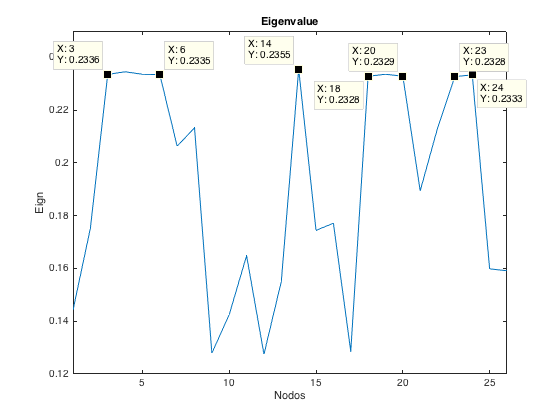 Eigenvalue
X: 3
Y: 0.2336
X: 6
Y: 0.2335
X: 14
Y: 0.2355
X: 18
Y: 0.2328
X: 20
Y: 0.2329
X: 23
Y: 0.2328
X: 24
Y: 0.2333
0.22
0.2
0.18
0.16
0.14
0.12
Eign
5
10
15
20
25
Nodos